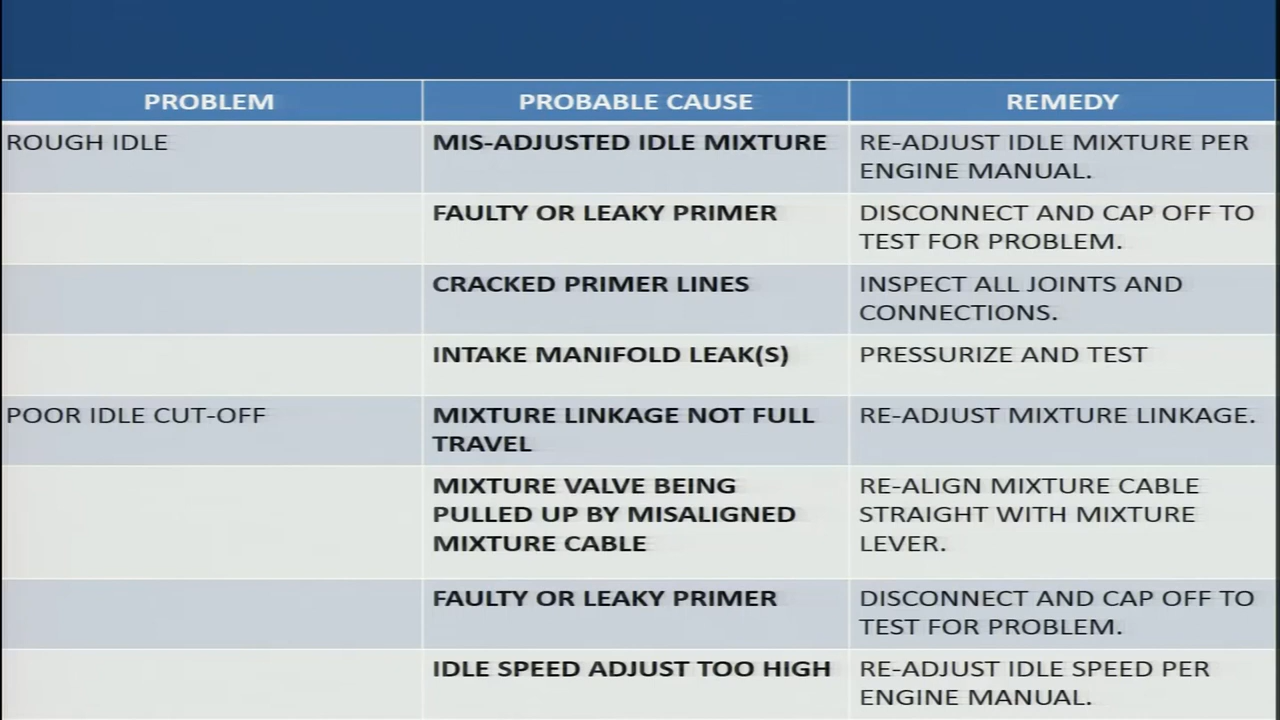 PROBLEM PROBABLE CAUSE REMEDY
ROUGH IDLE MIS-ADJUSTED IDLE MIXTURE RE-ADJUST IDLE MIXTURE PER
ENGINE MANUAL.
FAULTY OR LEAKY PRIMER DISCONNECT AND CAP OFF TO
TEST FOR PROBLEM.
CRACKED PRIMER LINES INSPECT ALL JOINTS AND
CONNECTIONS.
INTAKE MANIFOLD LEAK(S) PRESSURIZE AND TEST
POOR IDLE CUT-OFF MIXTURE LINKAGE NOT FULL RE-ADJUST MIXTURE LINKAGE.
TRAVEL
MIXTURE VALVE BEING RE-ALIGN MIXTURE CABLE
PULLED UP BY MISALIGNED STRAIGHT WITH MIXTURE
MIXTURE CABLE LEVER.
FAULTY OR LEAKY PRIMER DISCONNECT AND CAP OFF TO
TEST FOR PROBLEM.
IDLE SPEED ADJUST TOO HIGH RE-ADJUST IDLE SPEED PER
ENGINE MANUAL.